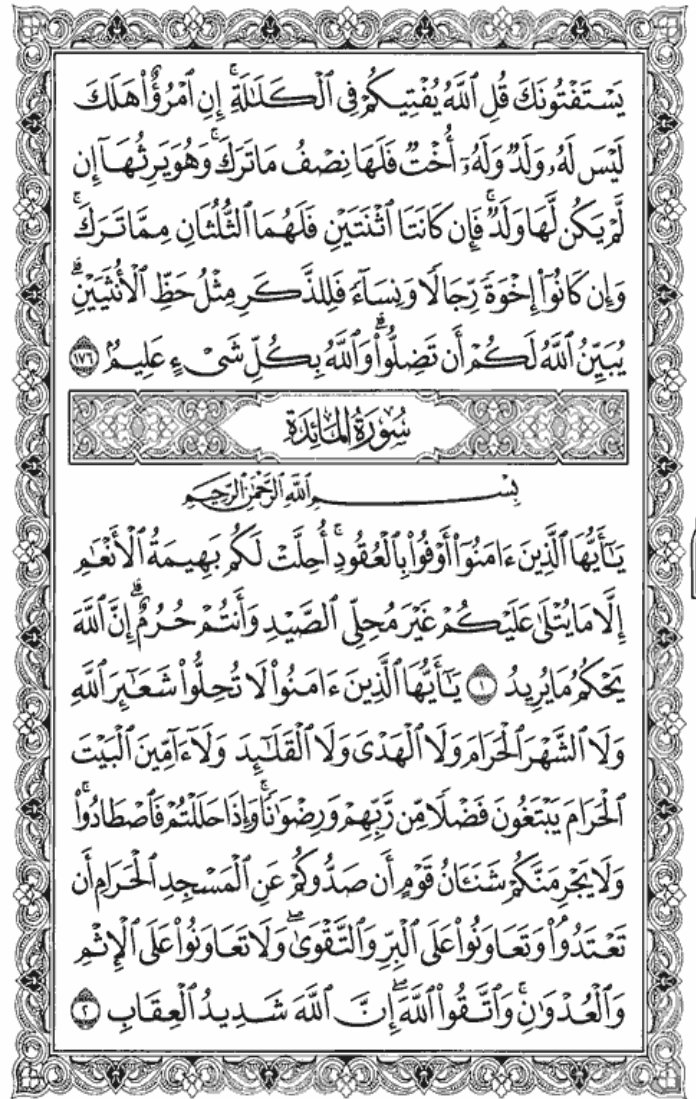 يَسْتَفْتُونَكَ قُلِ ٱللَّهُ يُفْتِيكُمْ فِى ٱلْكَلَـٰلَةِ ۚ إِنِ ٱمْرُؤٌا۟ هَلَكَ
لَيْسَ لَهُۥ وَلَدٌ وَلَهُۥٓ أُخْتٌ فَلَهَا نِصْفُ مَا تَرَكَ ۚ وَهُوَ يَرِثُهَآ إِن
لَّمْ يَكُن لَّهَا وَلَدٌ ۚ فَإِن كَانَتَا ٱثْنَتَيْنِ فَلَهُمَا ٱلثُّلُثَانِ مِمَّا تَرَكَ ۚ
وَإِن كَانُوٓا۟ إِخْوَةً رِّجَالًا وَنِسَآءً فَلِلذَّكَرِ مِثْلُ حَظِّ ٱلْأُنثَيَيْنِ ۗ
يُبَيِّنُ ٱللَّهُ لَكُمْ أَن تَضِلُّوا۟ ۗ وَٱللَّهُ بِكُلِّ شَىْءٍ عَلِيمٌۢ ١٧٦
سُورَةُ المَائِدَةِ
بِسْمِ ٱللَّهِ ٱلرَّحْمَـٰنِ ٱلرَّحِيمِ
يَـٰٓأَيُّهَا ٱلَّذِينَ ءَامَنُوٓا۟ أَوْفُوا۟ بِٱلْعُقُودِ ۚ أُحِلَّتْ لَكُم بَهِيمَةُ ٱلْأَنْعَـٰمِ
إِلَّا مَا يُتْلَىٰ عَلَيْكُمْ غَيْرَ مُحِلِّى ٱلصَّيْدِ وَأَنتُمْ حُرُمٌ ۗ إِنَّ ٱللَّهَ
يَحْكُمُ مَا يُرِيدُ ١ يَـٰٓأَيُّهَا ٱلَّذِينَ ءَامَنُوا۟ لَا تُحِلُّوا۟ شَعَـٰٓئِرَ ٱللَّهِ
وَلَا ٱلشَّهْرَ ٱلْحَرَامَ وَلَا ٱلْهَدْىَ وَلَا ٱلْقَلَـٰٓئِدَ وَلَآ ءَآمِّينَ ٱلْبَيْتَ
ٱلْحَرَامَ يَبْتَغُونَ فَضْلًا مِّن رَّبِّهِمْ وَرِضْوَٰنًا ۚ وَإِذَا حَلَلْتُمْ فَٱصْطَادُوا۟ ۚ
وَلَا يَجْرِمَنَّكُمْ شَنَـَٔانُ قَوْمٍ أَن صَدُّوكُمْ عَنِ ٱلْمَسْجِدِ ٱلْحَرَامِ أَن
تَعْتَدُوا۟ ۘ وَتَعَاوَنُوا۟ عَلَى ٱلْبِرِّ وَٱلتَّقْوَىٰ ۖ وَلَا تَعَاوَنُوا۟ عَلَى ٱلْإِثْمِ
وَٱلْعُدْوَٰنِ ۚ وَٱتَّقُوا۟ ٱللَّهَ ۖ إِنَّ ٱللَّهَ شَدِيدُ ٱلْعِقَابِ ٢